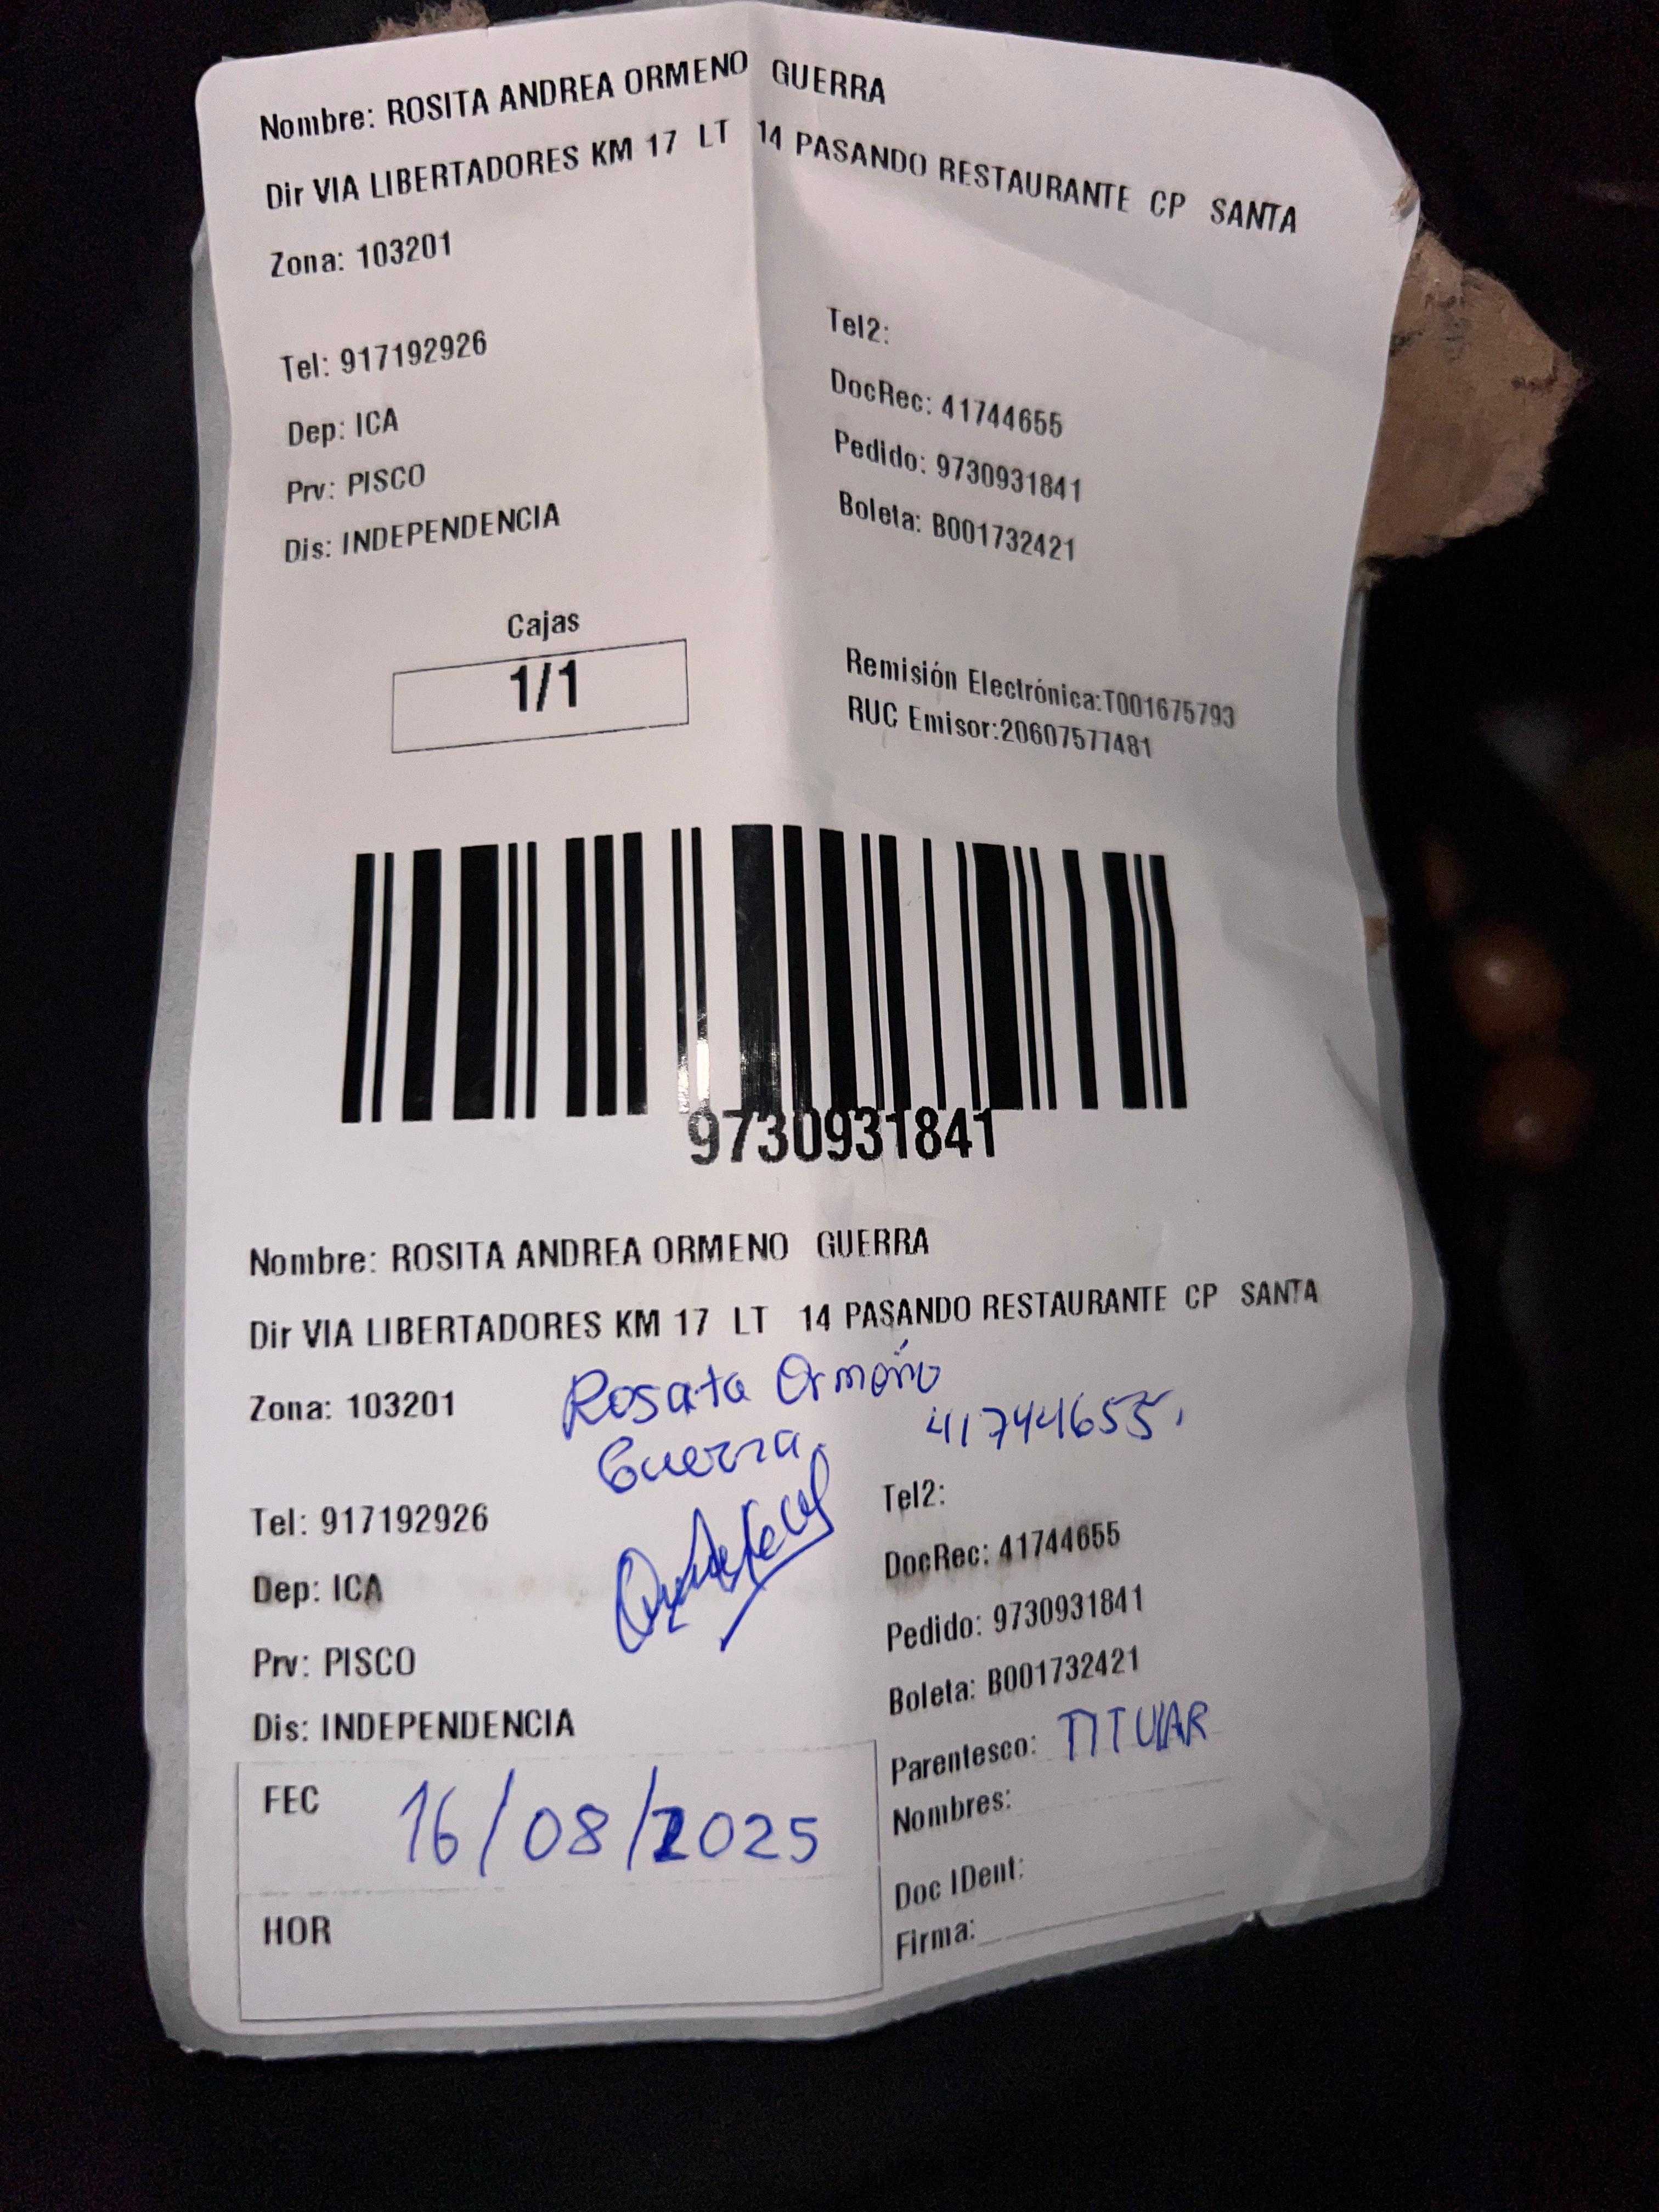 Nombre: ROSITA ANDREA ORMENO GUERRA
Dir VIA LIBERTADORES KM 17 LT 14 PASANDO RESTAURANTE CP SANTA
Zona: 103201
Tel: 917192926
Tel2:
Dep: ICA
DocRec: 41744655
Prv: PISCO
Pedido: 9730931841
Dis: INDEPENDENCIA
Boleta: B001732421
Cajas
1/1
Remisión Electrónica:T001675793
RUC Emisor:20607577481
9730931841
Nombre: ROSITA ANDREA ORMENO GUERRA
Dir VIA LIBERTADORES KM 17 LT 14 PASANDO RESTAURANTE CP SANTA
Zona: 103201
Rosita Ormeño
Guerra
41744655.
Tel: 917192926
Tel2:
Dep: ICA
DocRec: 41744655
Prv: PISCO
Pedido: 9730931841
Dis: INDEPENDENCIA
Boleta: B001732421
Parentesco: TITULAR
Nombres:
Doc IDent:
Firma:
FEC 16/08/2025
HOR